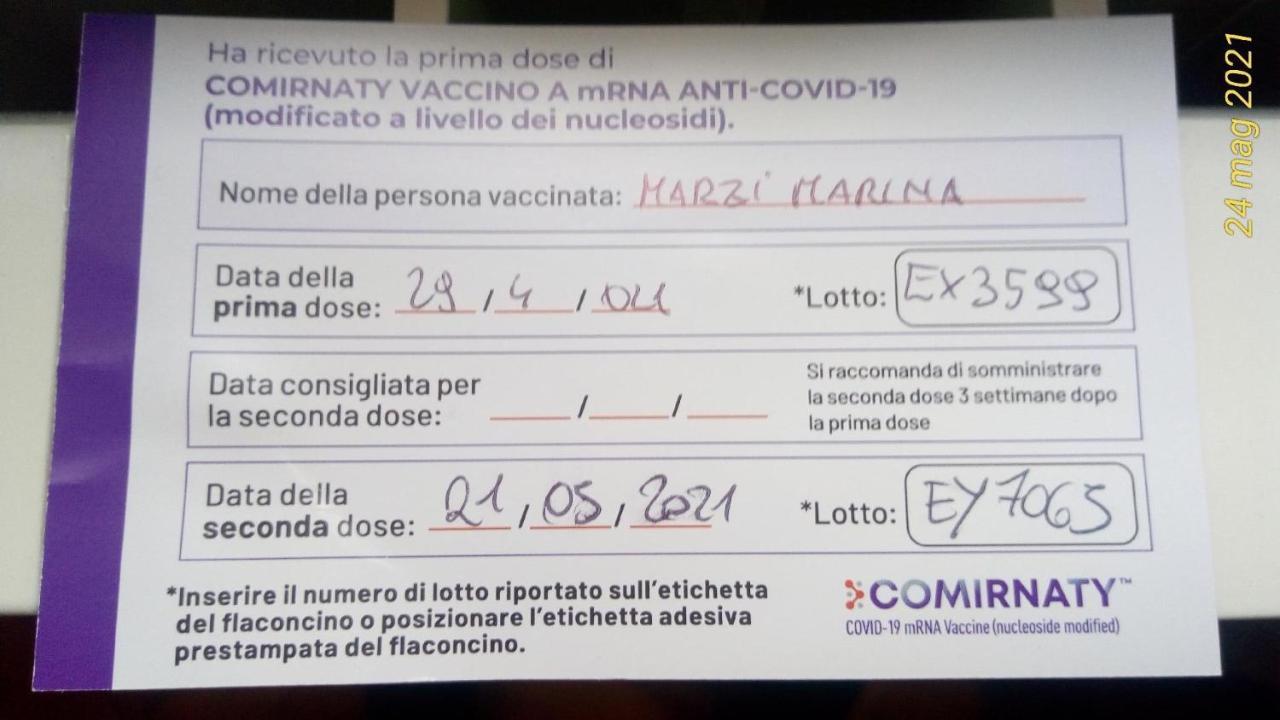 Ha ricevuto la prima dose di
COMIRNATY VACCINO A mRNA ANTI-COVID-19
(modificato a livello dei nucleosidi).
Nome della persona vaccinata: MARZI MARINA
Data della
prima dose: 29 / 4 / 04
*Lotto: EX3599
Data consigliata per
la seconda dose: / /
Si raccomanda di somministrare
la seconda dose 3 settimane dopo
la prima dose
Data della
seconda dose: 21 / 05 / 2021
*Lotto: EY7065
*Inserire il numero di lotto riportato sull'etichetta
del flaconcino o posizionare l'etichetta adesiva
prestampata del flaconcino.
COMIRNATY™
COVID-19 mRNA Vaccine (nucleoside modified)
24 mag 2021